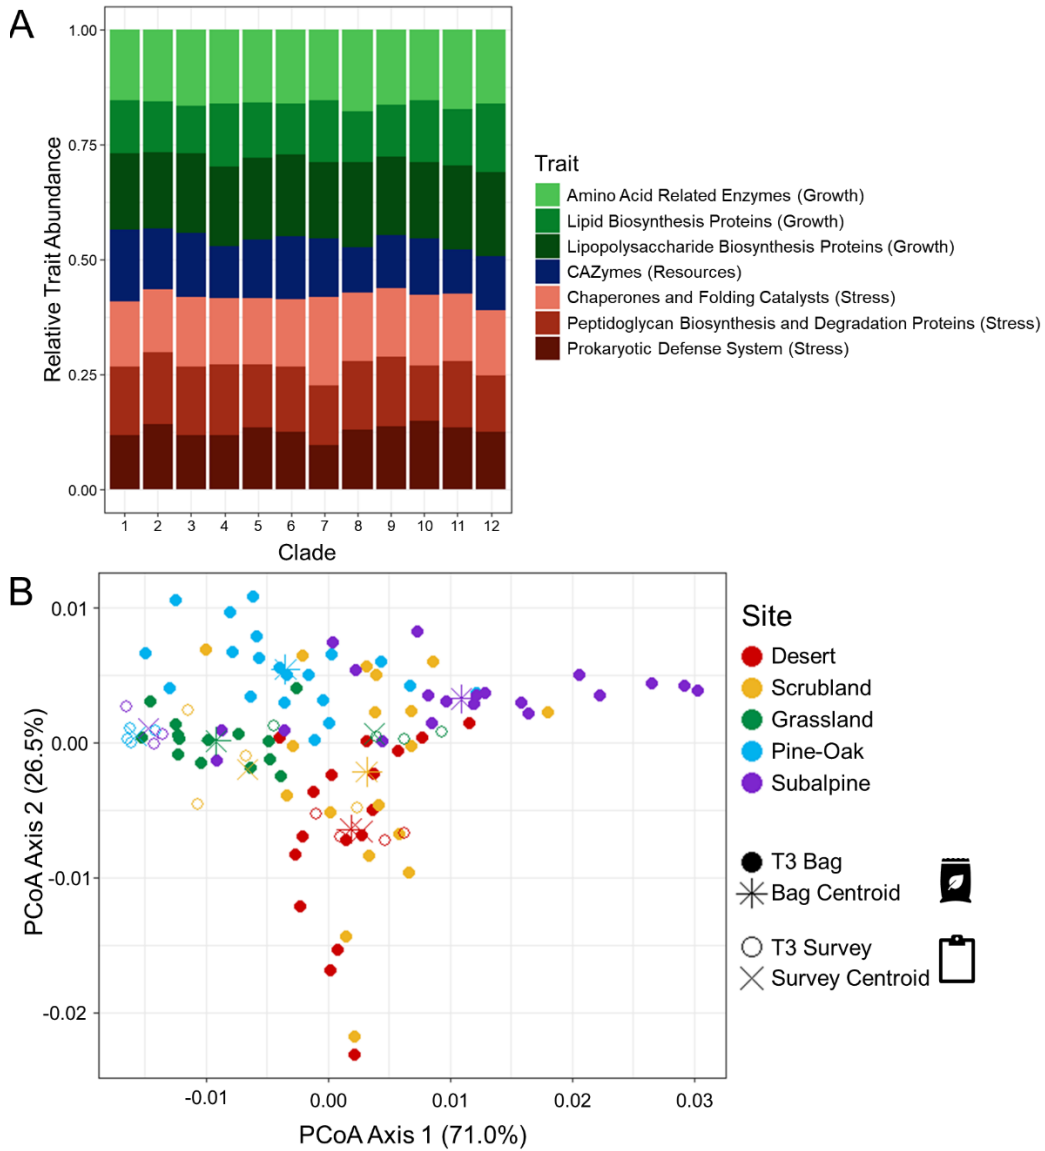 A
1.00
0.75
0.50
0.25
0.00
Relative Trait Abundance
1 2 3 4 5 6 7 8 9 10 11 12
Clade
Trait
Amino Acid Related Enzymes (Growth)
Lipid Biosynthesis Proteins (Growth)
Lipopolysaccharide Biosynthesis Proteins (Growth)
CAZymes (Resources)
Chaperones and Folding Catalysts (Stress)
Peptidoglycan Biosynthesis and Degradation Proteins (Stress)
Prokaryotic Defense System (Stress)
B
0.01
0.00
-0.01
-0.02
PCoA Axis 2 (26.5%)
-0.01 0.00 0.01 0.02 0.03
PCoA Axis 1 (71.0%)
Site
Desert
Scrubland
Grassland
Pine-Oak
Subalpine
T3 Bag
Bag Centroid
T3 Survey
Survey Centroid